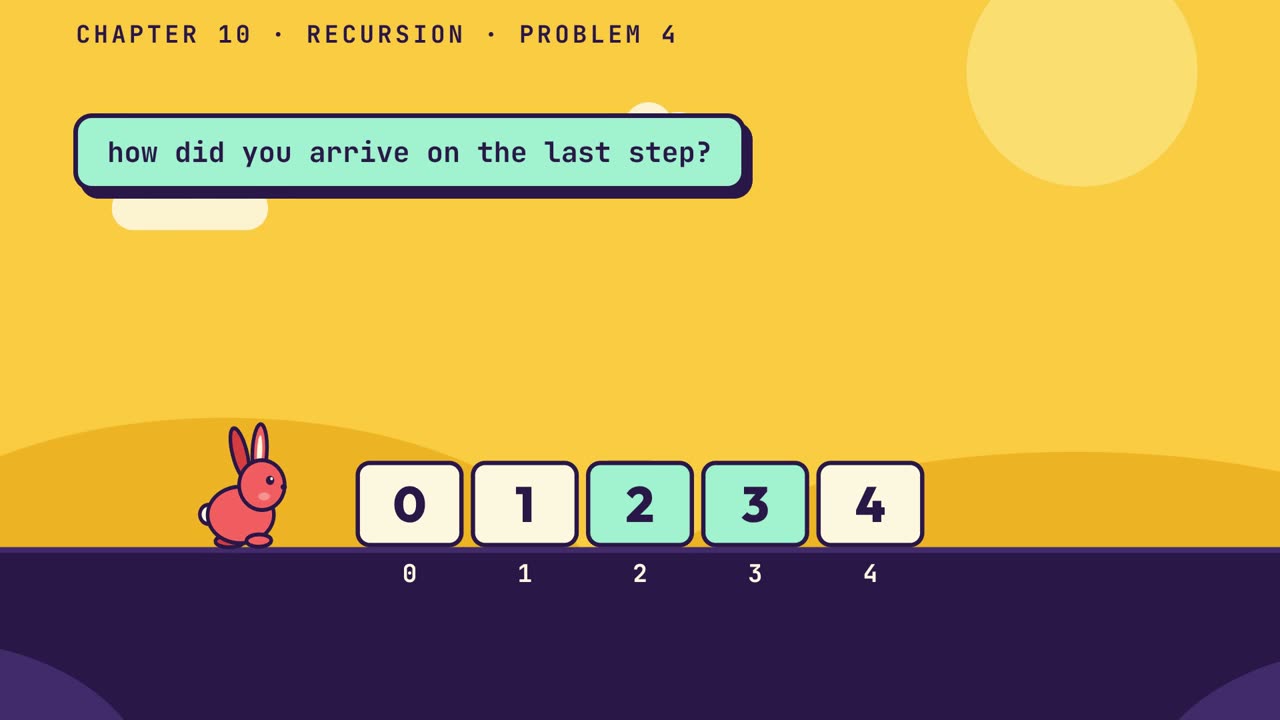 CHAPTER 10 · RECURSION · PROBLEM 4
how did you arrive on the last step?
0 1 2 3 4
0 1 2 3 4